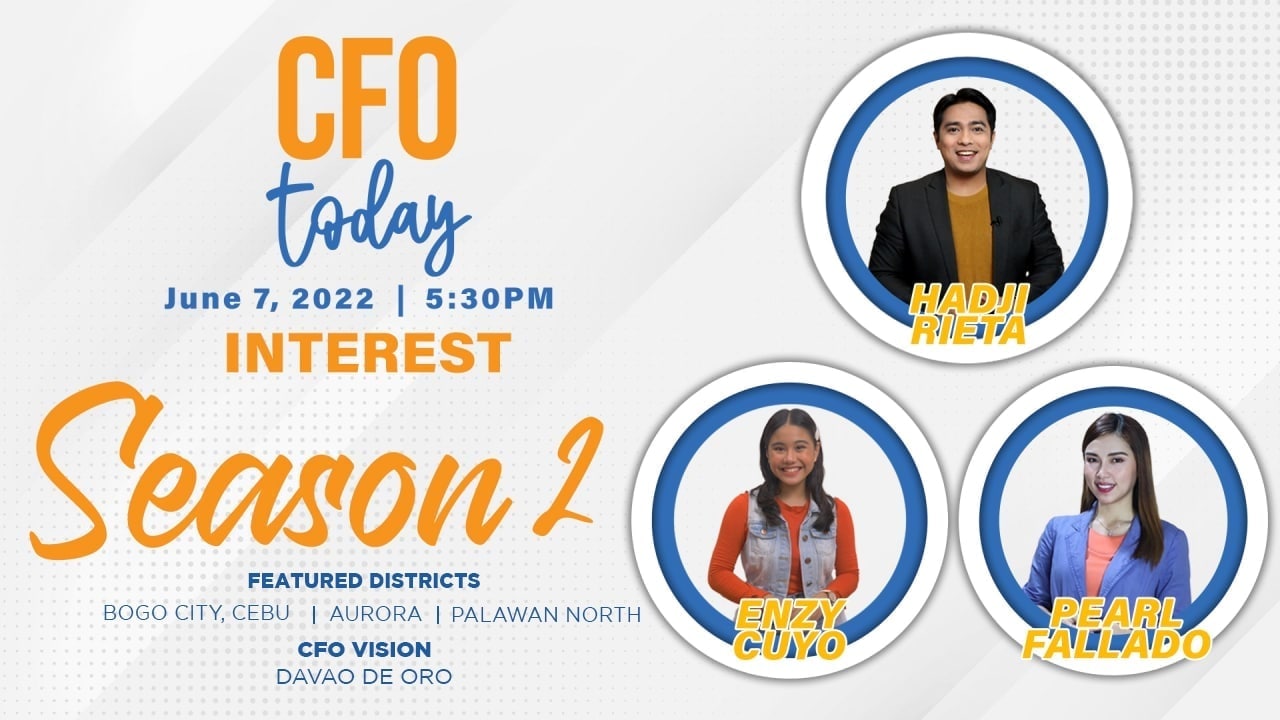 CFO
today
June 7, 2022 | 5:30PM
INTEREST
Season 2
FEATURED DISTRICTS
BOGO CITY, CEBU | AURORA | PALAWAN NORTH
CFO VISION
DAVAO DE ORO
HADJI
RIETA
ENZY
CUYO
PEARL
FALLADO